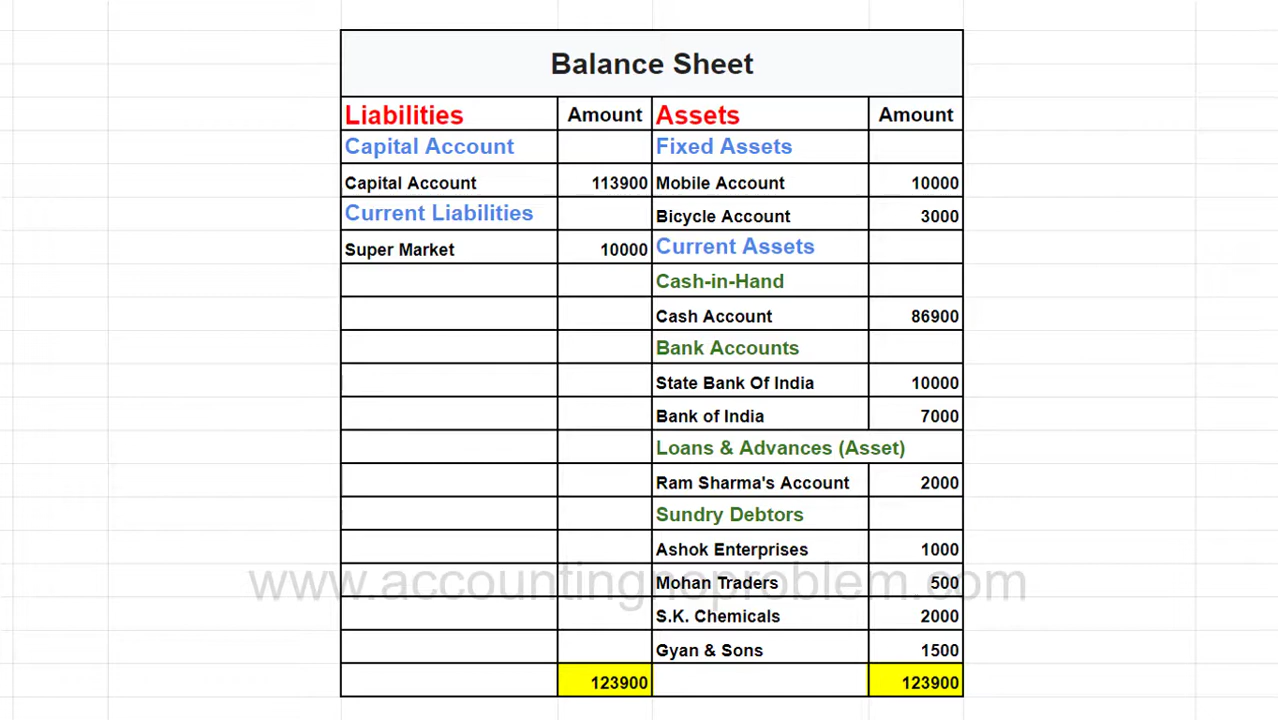 Balance Sheet
Liabilities Amount Assets Amount
Capital Account Fixed Assets
Capital Account 113900 Mobile Account 10000
Current Liabilities Bicycle Account 3000
Super Market 10000 Current Assets
Cash-in-Hand
Cash Account 86900
Bank Accounts
State Bank Of India 10000
Bank of India 7000
Loans & Advances (Asset)
Ram Sharma's Account 2000
Sundry Debtors
Ashok Enterprises 1000
www.accountingnoproblem.com
Mohan Traders 500
S.K. Chemicals 2000
Gyan & Sons 1500
123900 123900